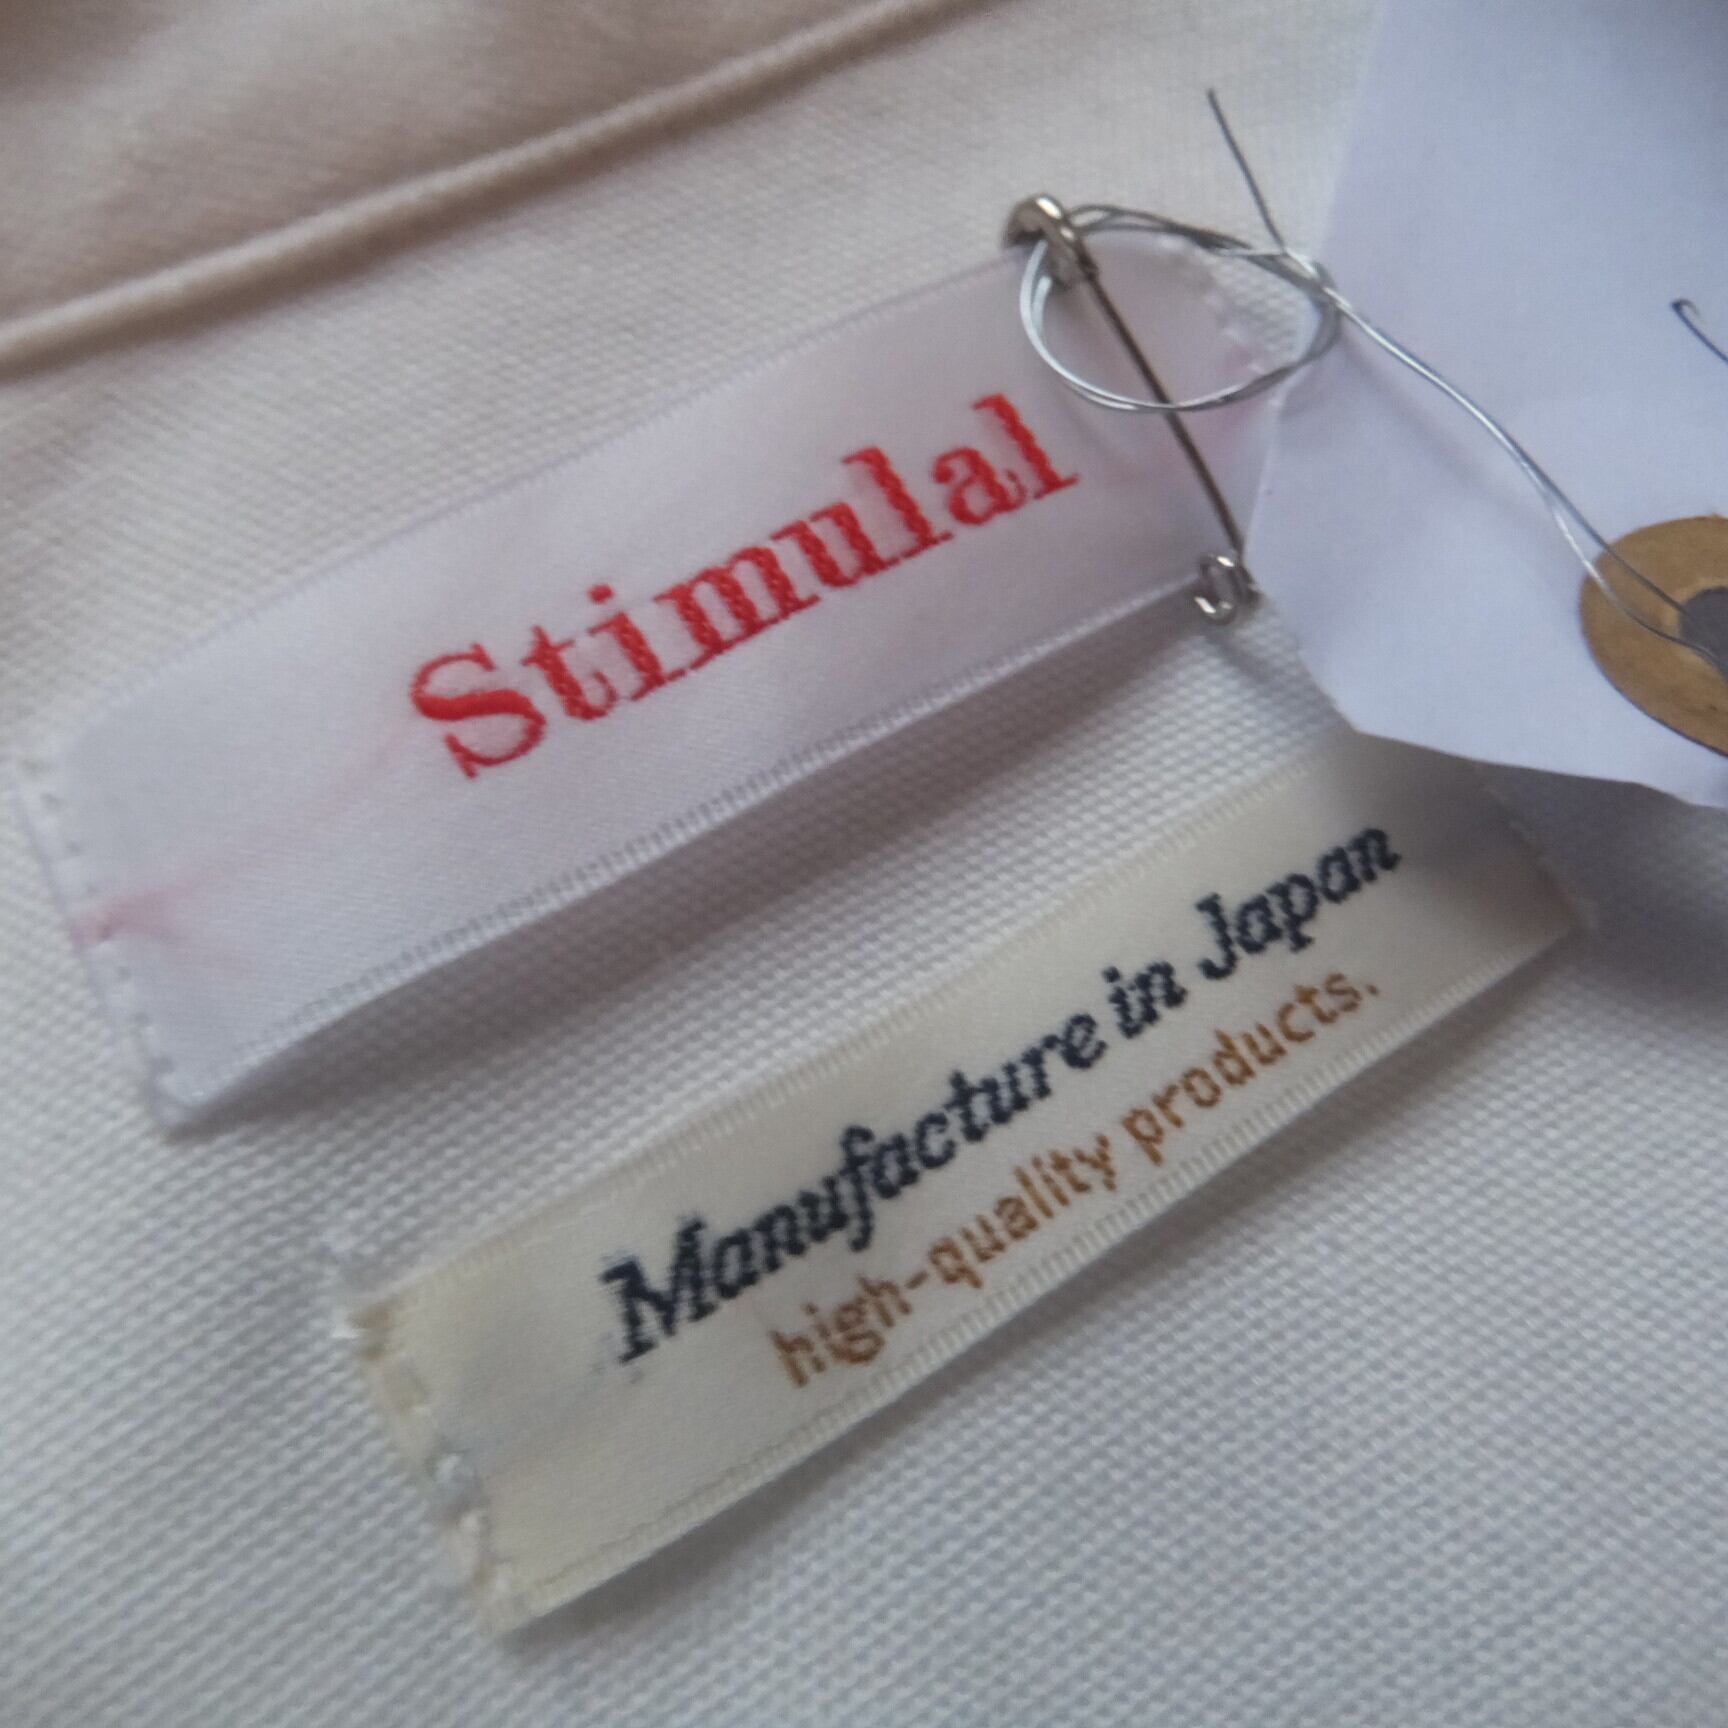 Stimulal
Manufacture in Japan
high-quality products.